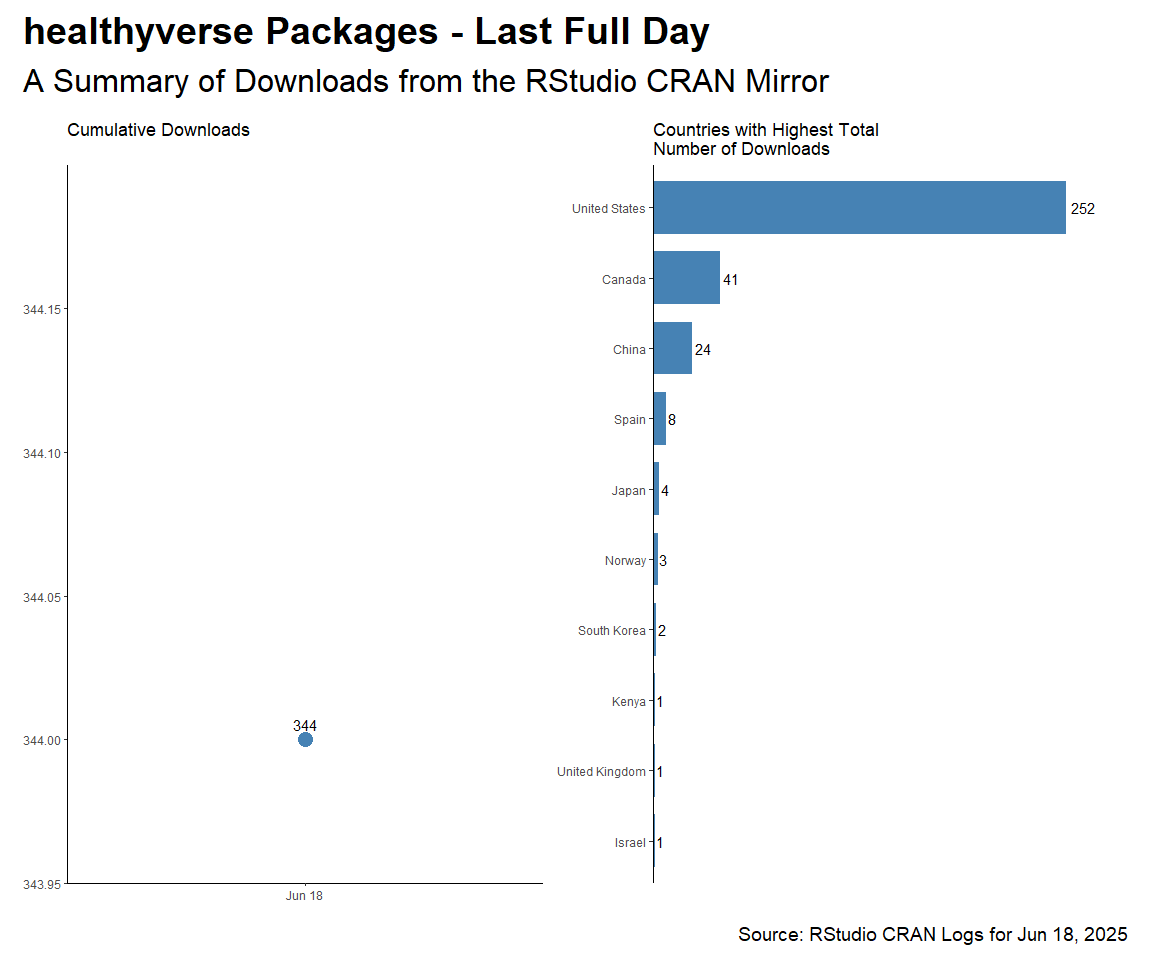 healthyverse Packages - Last Full Day
A Summary of Downloads from the RStudio CRAN Mirror
Cumulative Downloads
344.15
344.10
344.05
344.00
343.95
344
Jun 18
Countries with Highest Total
Number of Downloads
United States 252
Canada 41
China 24
Spain 8
Japan 4
Norway 3
South Korea 2
Kenya 1
United Kingdom 1
Israel 1
Source: RStudio CRAN Logs for Jun 18, 2025